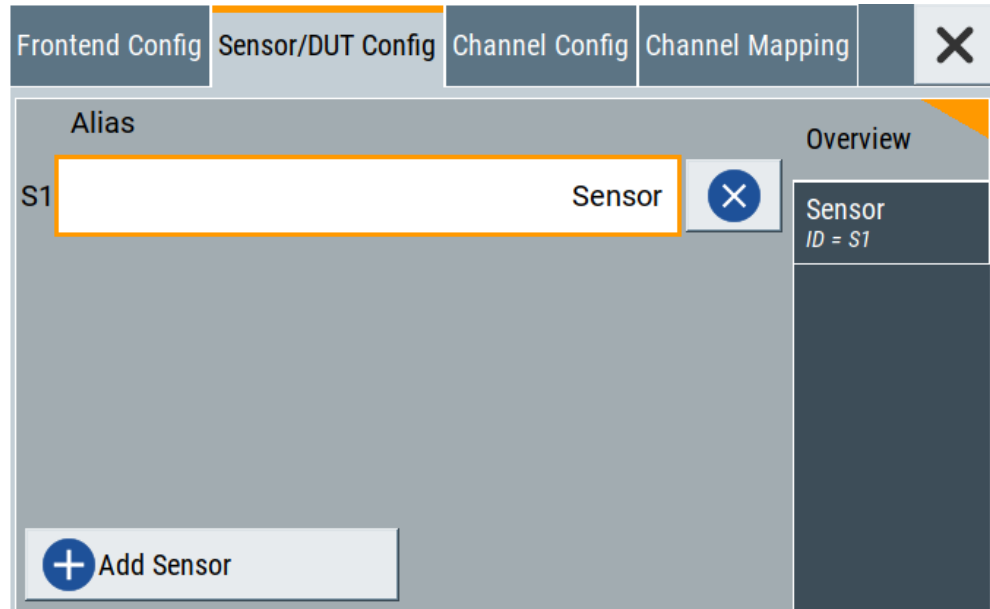 Frontend Config Sensor/DUT Config Channel Config Channel Mapping
Alias
Overview
S1 Sensor
Sensor
ID = S1
Add Sensor